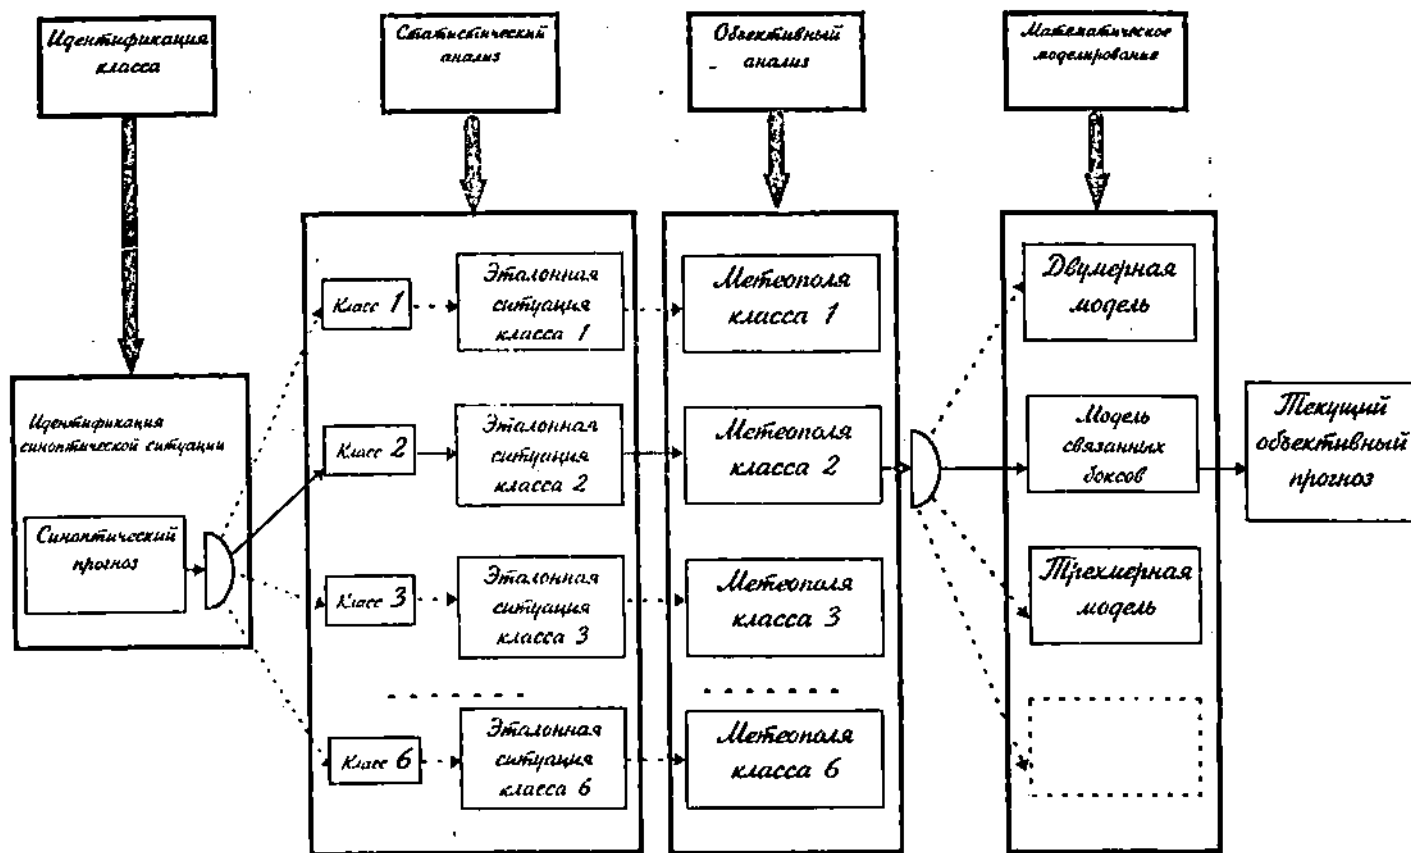 Идентификация
класса
Статистический
анализ
Объективный
анализ
Математическое
моделирование
Идентификация
синоптической ситуации
Синоптический
прогноз
Класс 1
Эталонная
ситуация
класса 1
Метеополя
класса 1
Двумерная
модель
Класс 2
Эталонная
ситуация
класса 2
Метеополя
класса 2
Модель
связанных
боксов
Текущий
объективный
прогноз
Класс 3
Эталонная
ситуация
класса 3
Метеополя
класса 3
Трехмерная
модель
Класс 6
Эталонная
ситуация
класса 6
Метеополя
класса 6